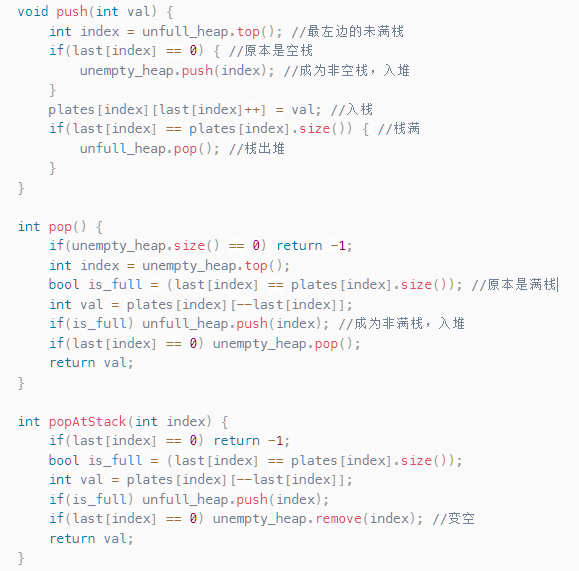 void push(int val) {
    int index = unfull_heap.top(); //最左边的未满栈
    if(last[index] == 0) { //原本是空栈
        unempty_heap.push(index); //成为非空栈，入堆
    }
    plates[index][last[index]++] = val; //入栈
    if(last[index] == plates[index].size()) { //栈满
        unfull_heap.pop(); //栈出堆
    }
}

int pop() {
    if(unempty_heap.size() == 0) return -1;
    int index = unempty_heap.top();
    bool is_full = (last[index] == plates[index].size()); //原本是满栈
    int val = plates[index][--last[index]];
    if(is_full) unfull_heap.push(index); //成为非满栈，入堆
    if(last[index] == 0) unempty_heap.pop();
    return val;
}

int popAtStack(int index) {
    if(last[index] == 0) return -1;
    bool is_full = (last[index] == plates[index].size());
    int val = plates[index][--last[index]];
    if(is_full) unfull_heap.push(index);
    if(last[index] == 0) unempty_heap.remove(index); //变空
    return val;
}